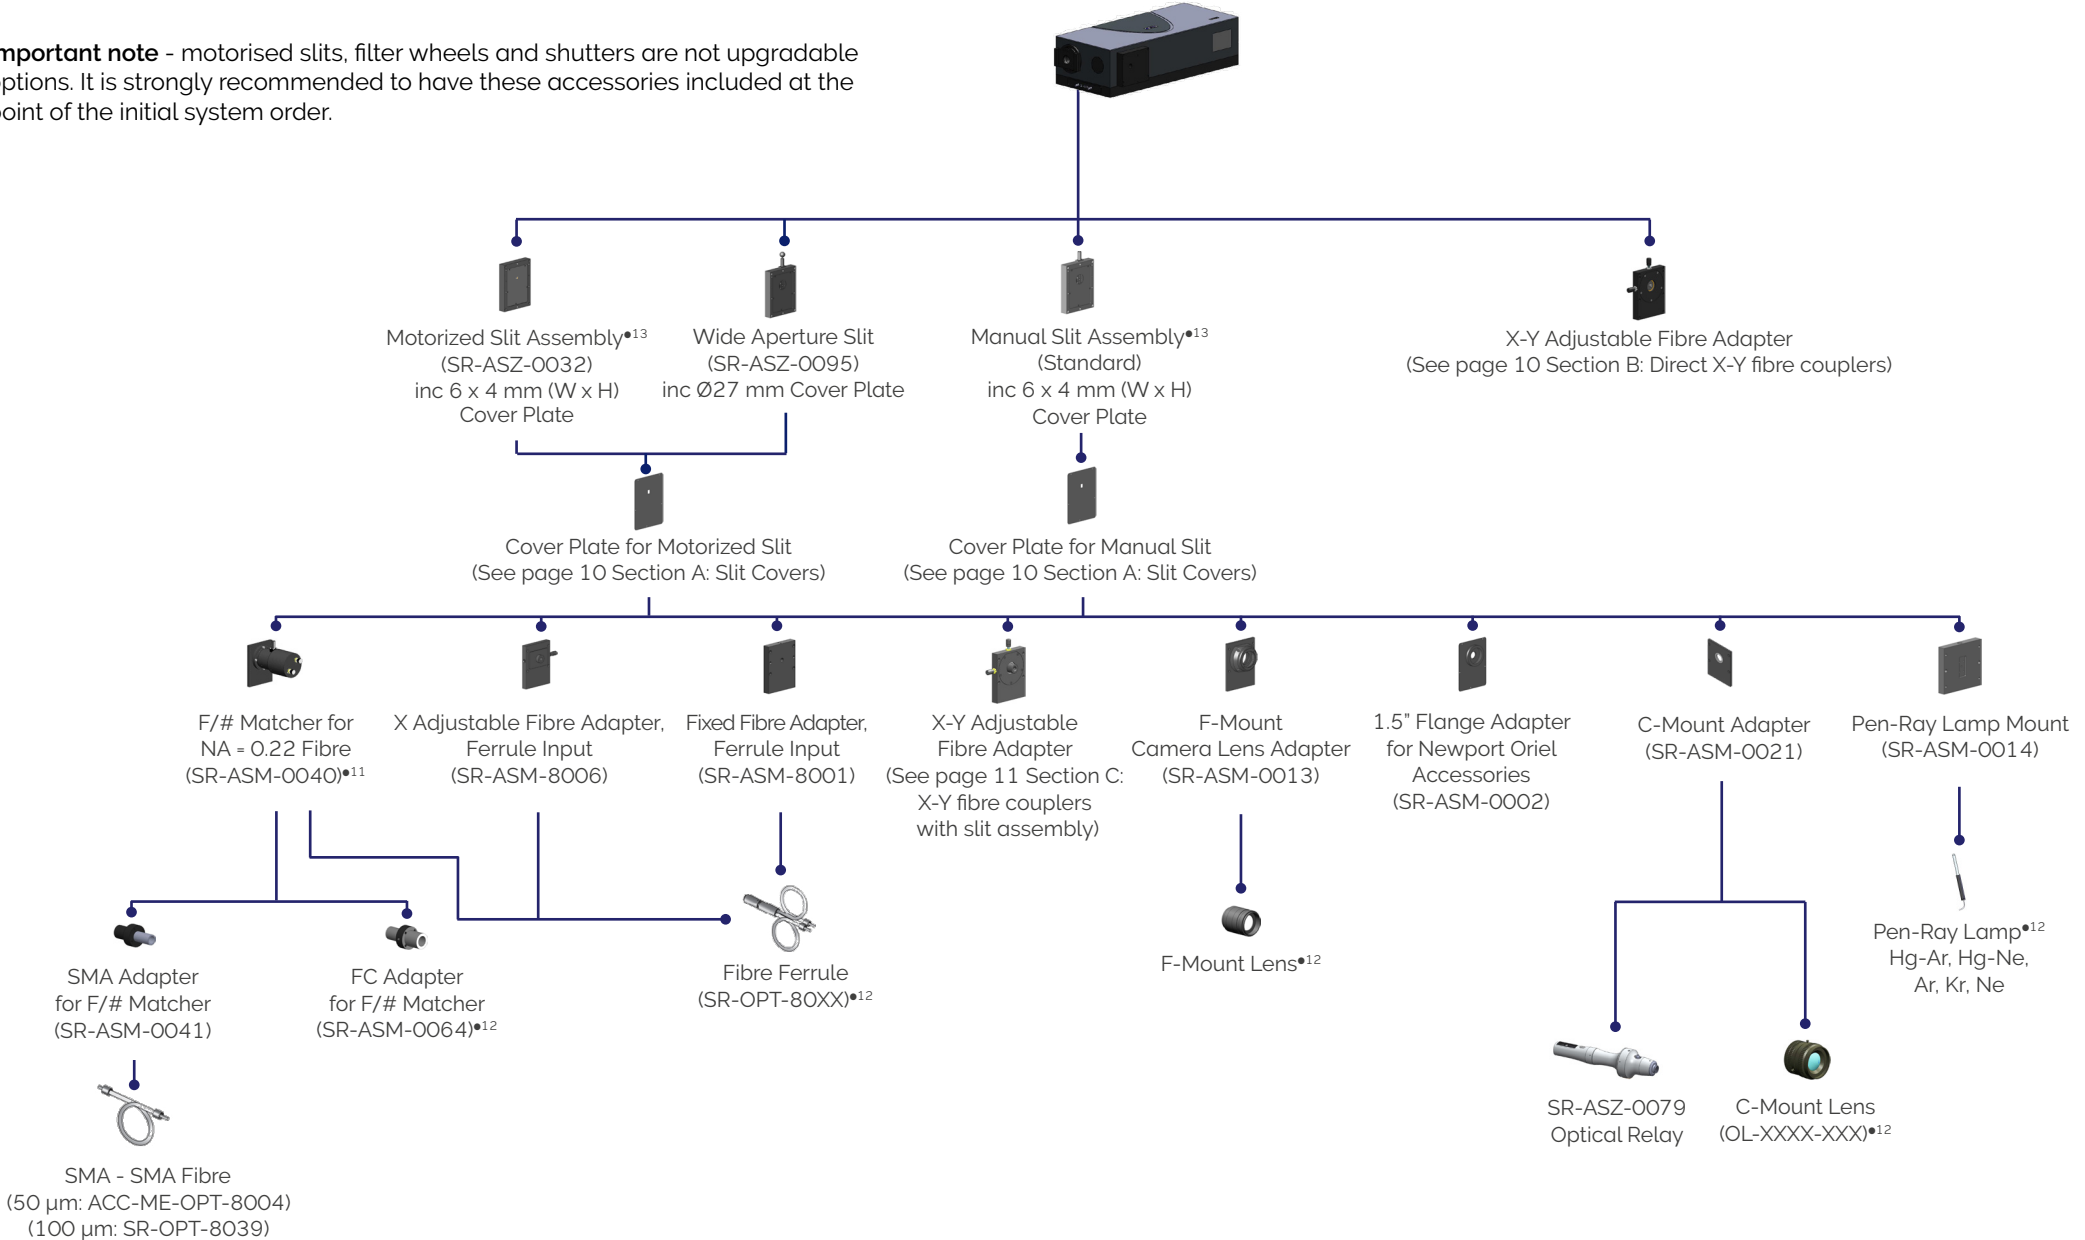 mportant note - motorised slits, filter wheels and shutters are not upgradable
ptions. It is strongly recommended to have these accessories included at the
oint of the initial system order.
Motorized Slit Assembly●13
(SR-ASZ-0032)
inc 6 x 4 mm (W x H)
Cover Plate
Wide Aperture Slit
(SR-ASZ-0095)
inc Ø27 mm Cover Plate
Manual Slit Assembly●13
(Standard)
inc 6 x 4 mm (W x H)
Cover Plate
X-Y Adjustable Fibre Adapter
(See page 10 Section B: Direct X-Y fibre couplers)
Cover Plate for Motorized Slit
(See page 10 Section A: Slit Covers)
Cover Plate for Manual Slit
(See page 10 Section A: Slit Covers)
F/# Matcher for
NA = 0.22 Fibre
(SR-ASM-0040)●11
X Adjustable Fibre Adapter,
Ferrule Input
(SR-ASM-8006)
Fixed Fibre Adapter,
Ferrule Input
(SR-ASM-8001)
X-Y Adjustable
Fibre Adapter
(See page 11 Section C:
X-Y fibre couplers
with slit assembly)
F-Mount
Camera Lens Adapter
(SR-ASM-0013)
1.5" Flange Adapter
for Newport Oriel
Accessories
(SR-ASM-0002)
C-Mount Adapter
(SR-ASM-0021)
Pen-Ray Lamp Mount
(SR-ASM-0014)
SMA Adapter
for F/# Matcher
(SR-ASM-0041)
FC Adapter
for F/# Matcher
(SR-ASM-0064)●12
Fibre Ferrule
(SR-OPT-80XX)●12
F-Mount Lens●12
Pen-Ray Lamp●12
Hg-Ar, Hg-Ne,
Ar, Kr, Ne
SR-ASZ-0079
Optical Relay
C-Mount Lens
(OL-XXXX-XXX)●12
SMA - SMA Fibre
(50 µm: ACC-ME-OPT-8004)
(100 µm: SR-OPT-8039)